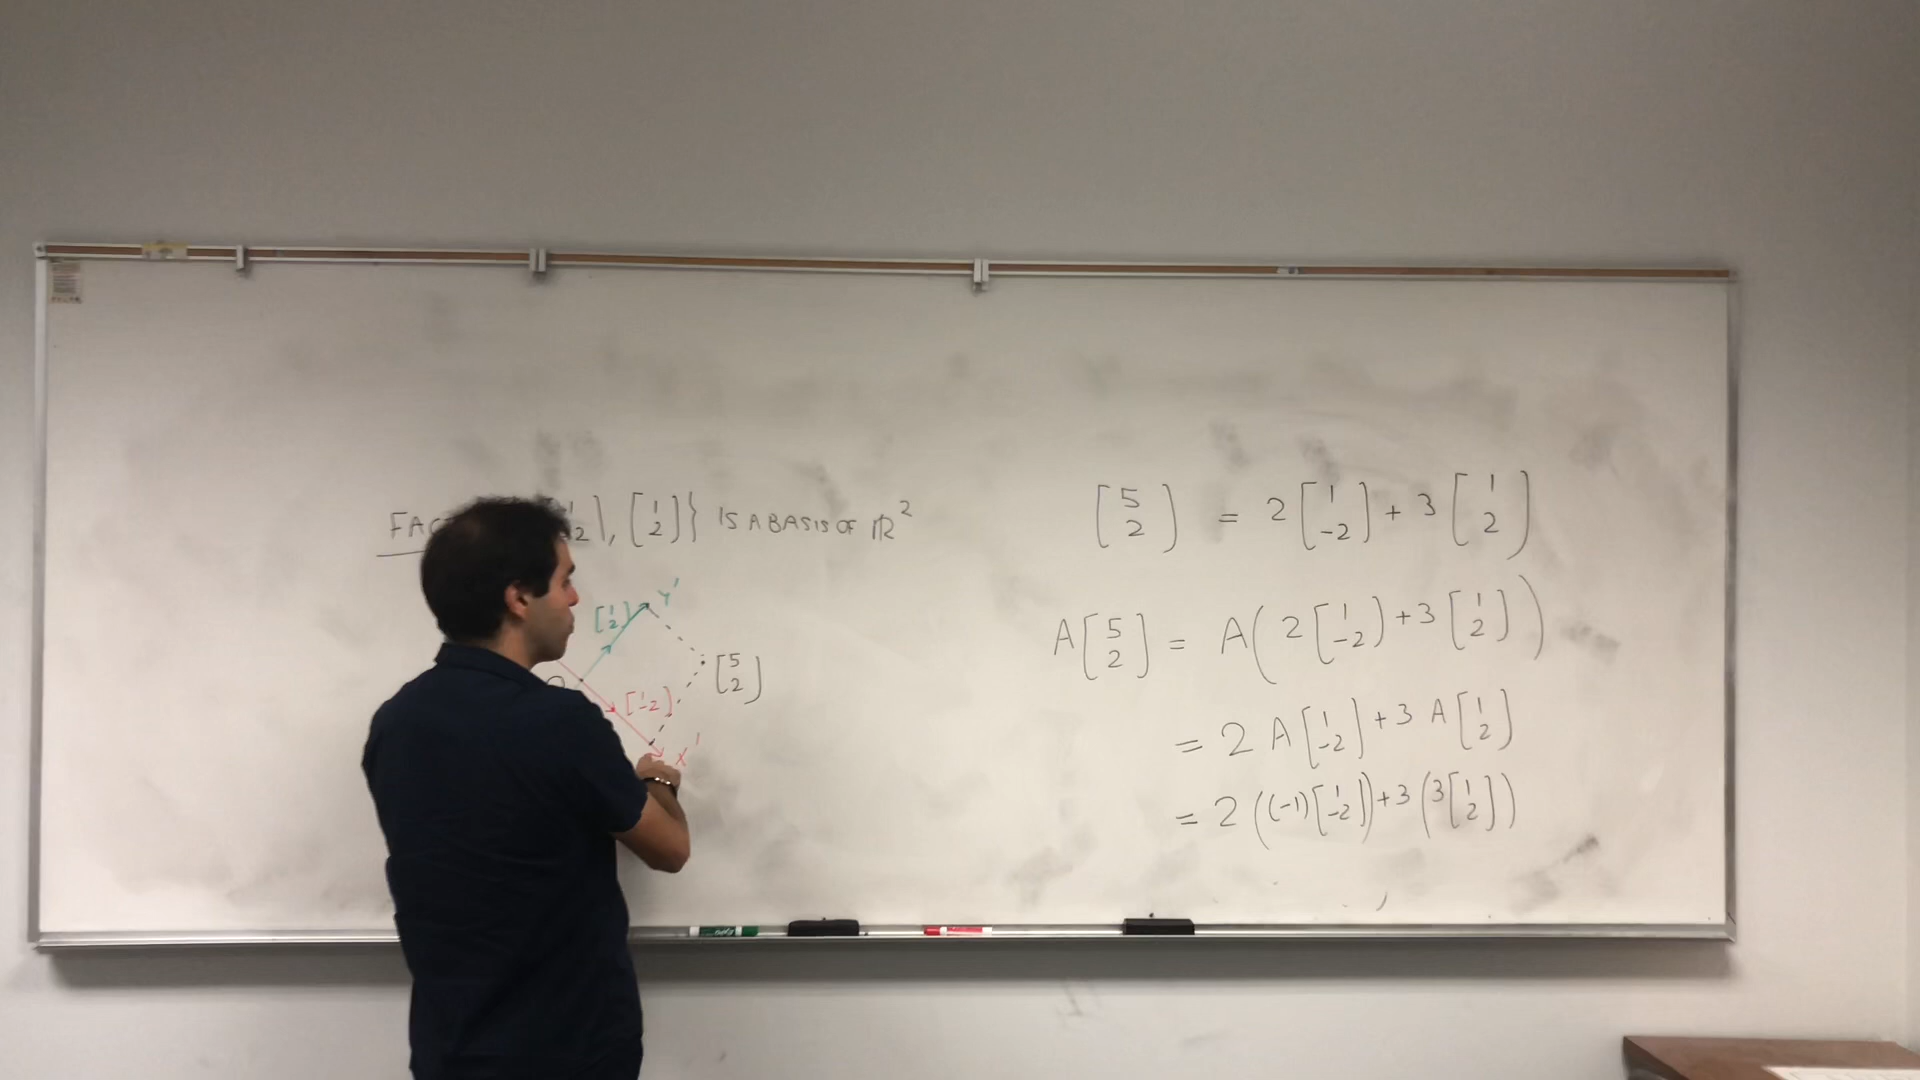 FAC [1 -2], [1 2]} IS A BASIS OF ℝ²
[1 2] Y'
[5 2]
[1 -2]
X'
[5 2] = 2 [1 -2] + 3 [1 2]
A [5 2] = A ( 2 [1 -2] + 3 [1 2] )
= 2 A [1 -2] + 3 A [1 2]
= 2 ( (-1) [1 -2] ) + 3 ( 3 [1 2] )